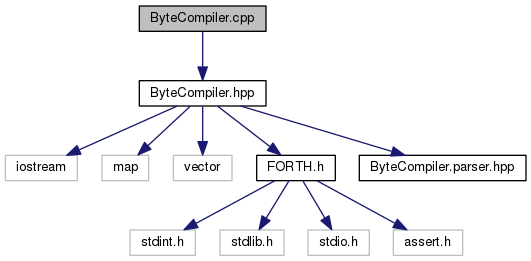 ByteCompiler.cpp
ByteCompiler.hpp
iostream
map
vector
FORTH.h
ByteCompiler.parser.hpp
stdint.h
stdlib.h
stdio.h
assert.h